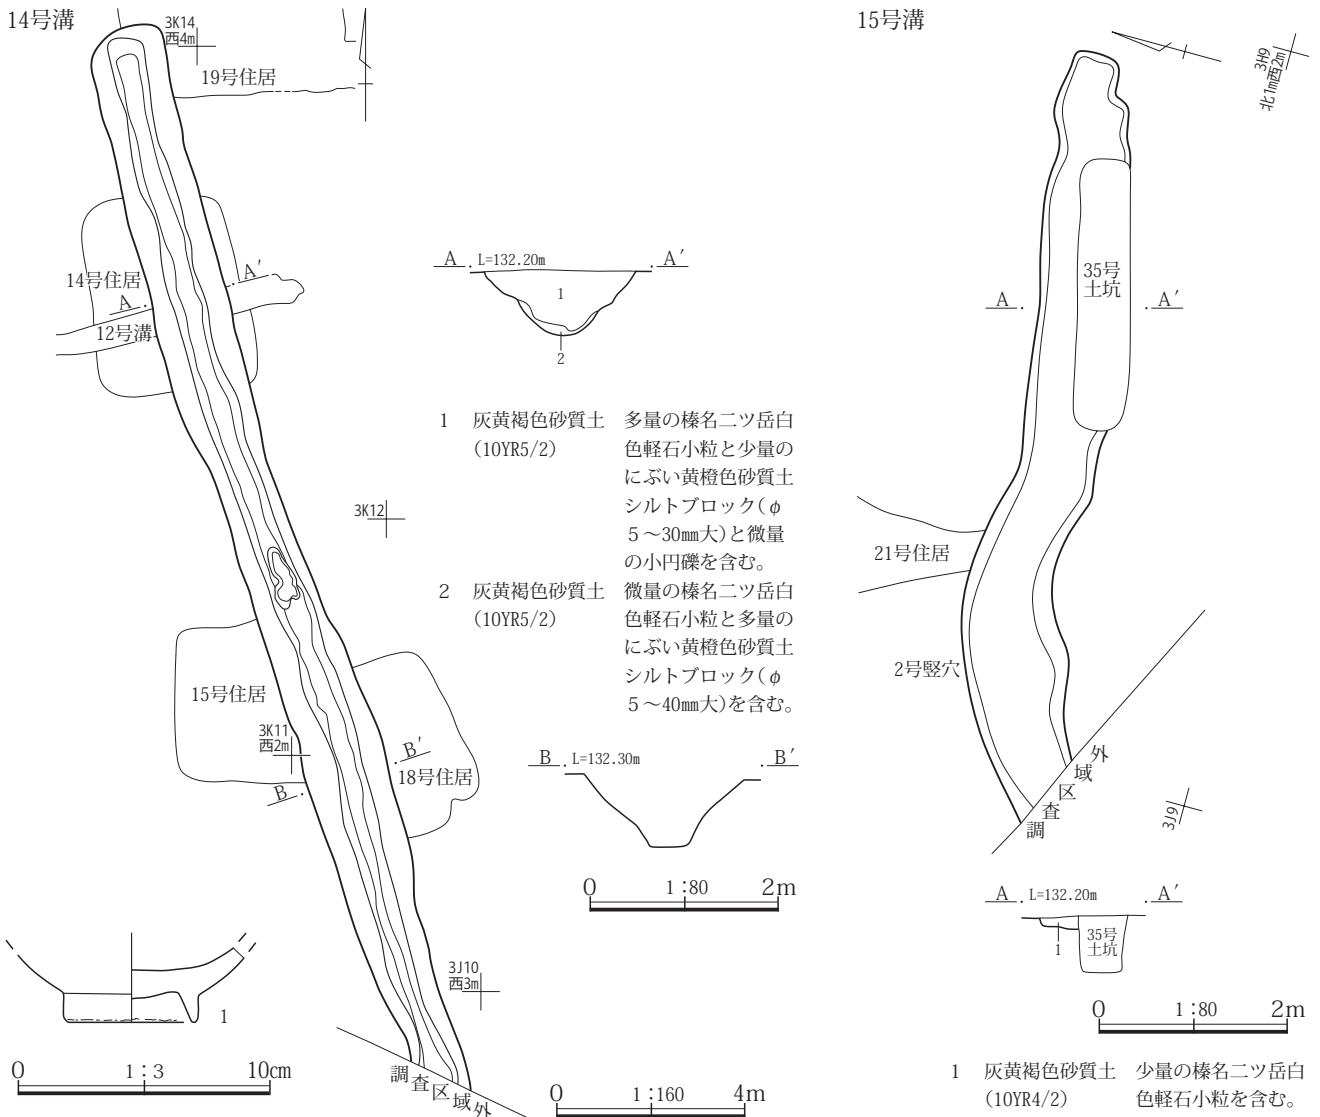 14号溝
3K14
西4m
19号住居
14号住居
A
A′
12号溝
3K12
15号住居
3K11
西2m
B
B′
18号住居
3J10
西3m
調査区域外
A L=132.20m A′
1
2
1 灰黄褐色砂質土 多量の榛名二ツ岳白
(10YR5/2) 色軽石小粒と少量の
にぶい黄橙色砂質土
シルトブロック(φ
5～30㎜大)と微量
の小円礫を含む。
2 灰黄褐色砂質土 微量の榛名二ツ岳白
(10YR5/2) 色軽石小粒と多量の
にぶい黄橙色砂質土
シルトブロック(φ
5～40㎜大)を含む。
B L=132.30m B′
0 1:80 2m
1
0 1:3 10cm
0 1:160 4m
15号溝
3H9
北1m西2m
35号
土坑
A A′
21号住居
2号竪穴
調査区域外
3J9
A L=132.20m A′
1
35号
土坑
0 1:80 2m
1 灰黄褐色砂質土 少量の榛名二ツ岳白
(10YR4/2) 色軽石小粒を含む。